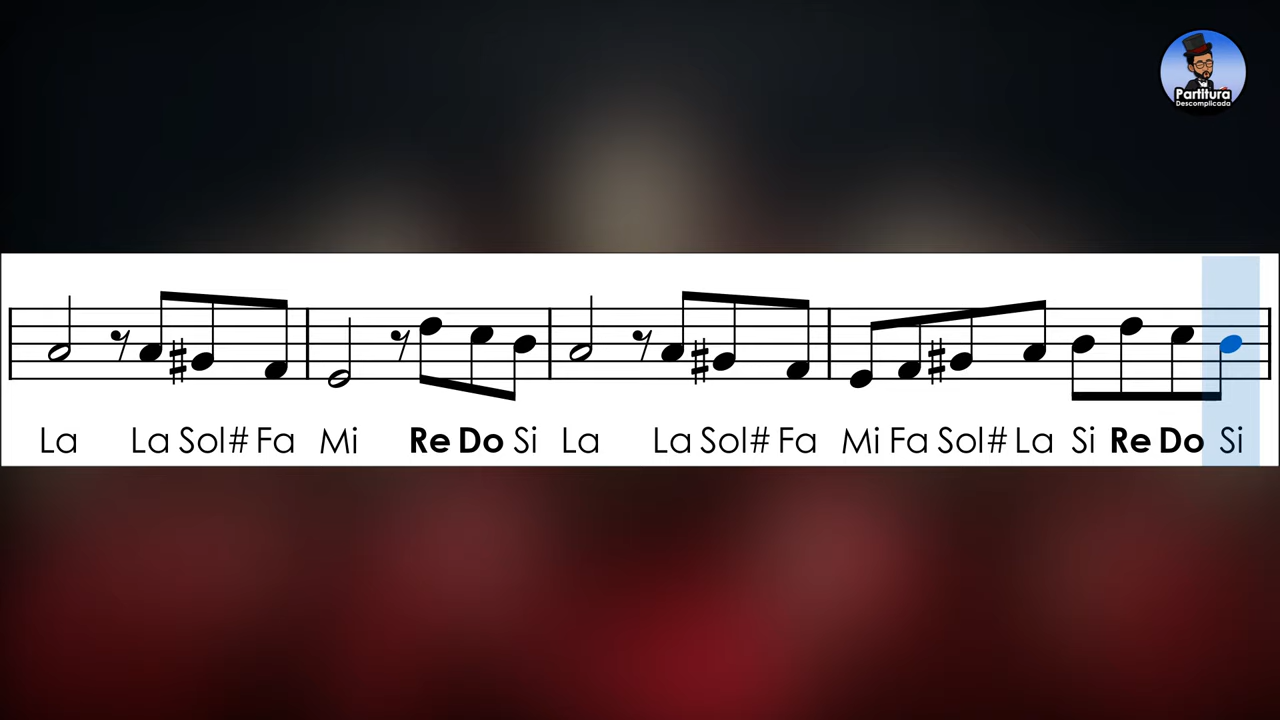 Partitura
Descomplicada
La La Sol# Fa Mi Re Do Si La La Sol# Fa Mi Fa Sol# La Si Re Do Si